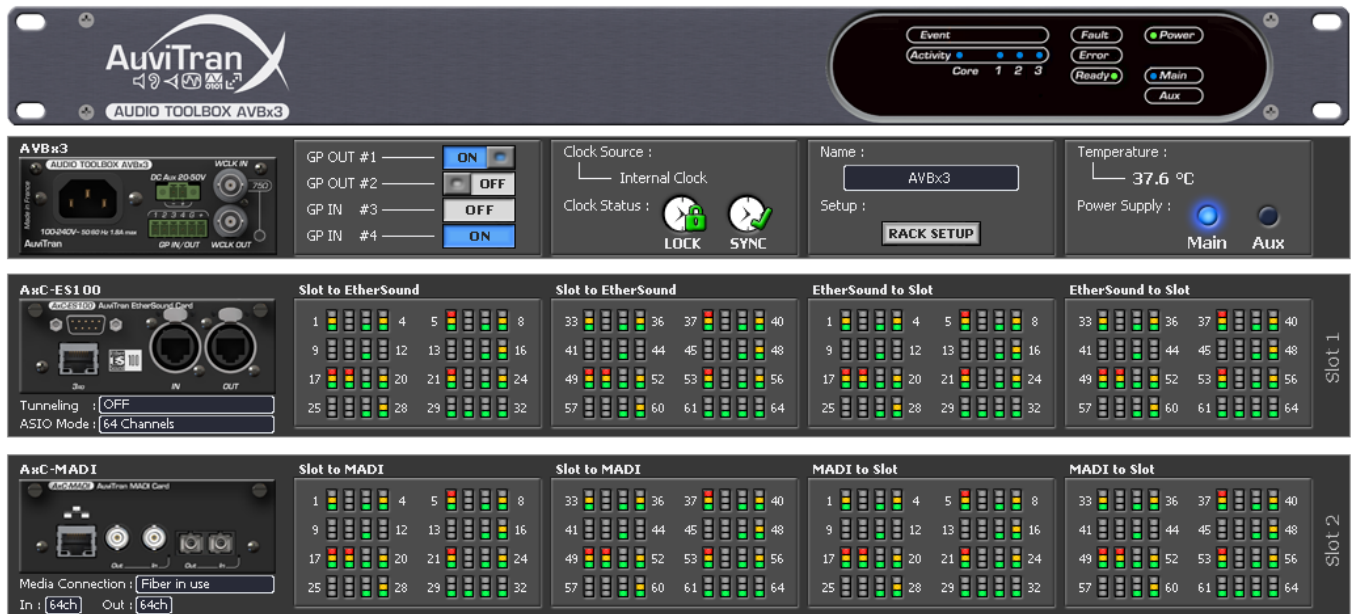 AuviTran
AUDIO TOOLBOX AVBx3
Event
Activity
Core 1 2 3
Fault
Error
Ready
Power
Main
Aux
AVBx3
AUDIO TOOLBOX AVBx3
WCLK IN
DC Aux 20-50V
75Ω
Made in France
1 2 3 4 G +
100-240V~ 50 60 Hz 1.8A max
AuviTran
GP IN/OUT
WCLK OUT
GP OUT #1 ON
GP OUT #2 OFF
GP IN #3 OFF
GP IN #4 ON
Clock Source :
Internal Clock
Clock Status :
LOCK SYNC
Name :
AVBx3
Setup :
RACK SETUP
Temperature :
37.6 °C
Power Supply :
Main Aux
AxC-ES100
AxC-ES100 AuviTran EtherSound Card
ES 100
3RD IN OUT
Tunneling : OFF
ASIO Mode : 64 Channels
Slot to EtherSound
1 4 5 8
9 12 13 16
17 20 21 24
25 28 29 32
Slot to EtherSound
33 36 37 40
41 44 45 48
49 52 53 56
57 60 61 64
EtherSound to Slot
1 4 5 8
9 12 13 16
17 20 21 24
25 28 29 32
EtherSound to Slot
33 36 37 40
41 44 45 48
49 52 53 56
57 60 61 64
Slot 1
AxC-MADI
AxC-MADI AuviTran MADI Card
Out In Out In
Media Connection : Fiber in use
In : 64ch Out : 64ch
Slot to MADI
1 4 5 8
9 12 13 16
17 20 21 24
25 28 29 32
Slot to MADI
33 36 37 40
41 44 45 48
49 52 53 56
57 60 61 64
MADI to Slot
1 4 5 8
9 12 13 16
17 20 21 24
25 28 29 32
MADI to Slot
33 36 37 40
41 44 45 48
49 52 53 56
57 60 61 64
Slot 2